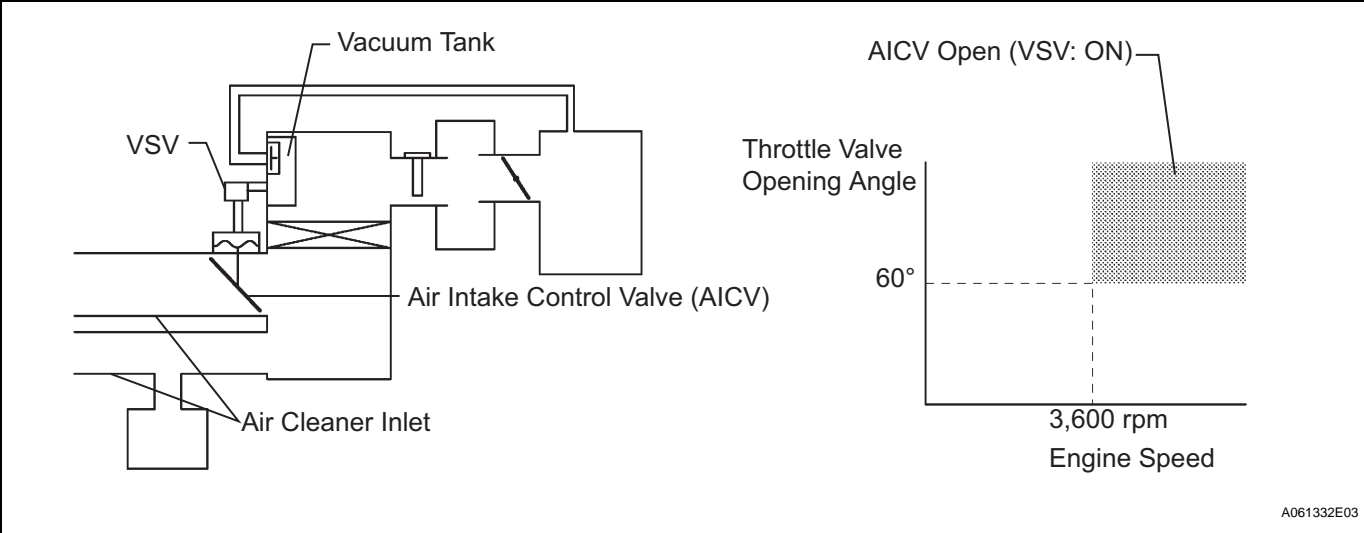 Vacuum Tank
VSV
Air Intake Control Valve (AICV)
Air Cleaner Inlet
AICV Open (VSV: ON)
Throttle Valve
Opening Angle
60°
3,600 rpm
Engine Speed
A061332E03